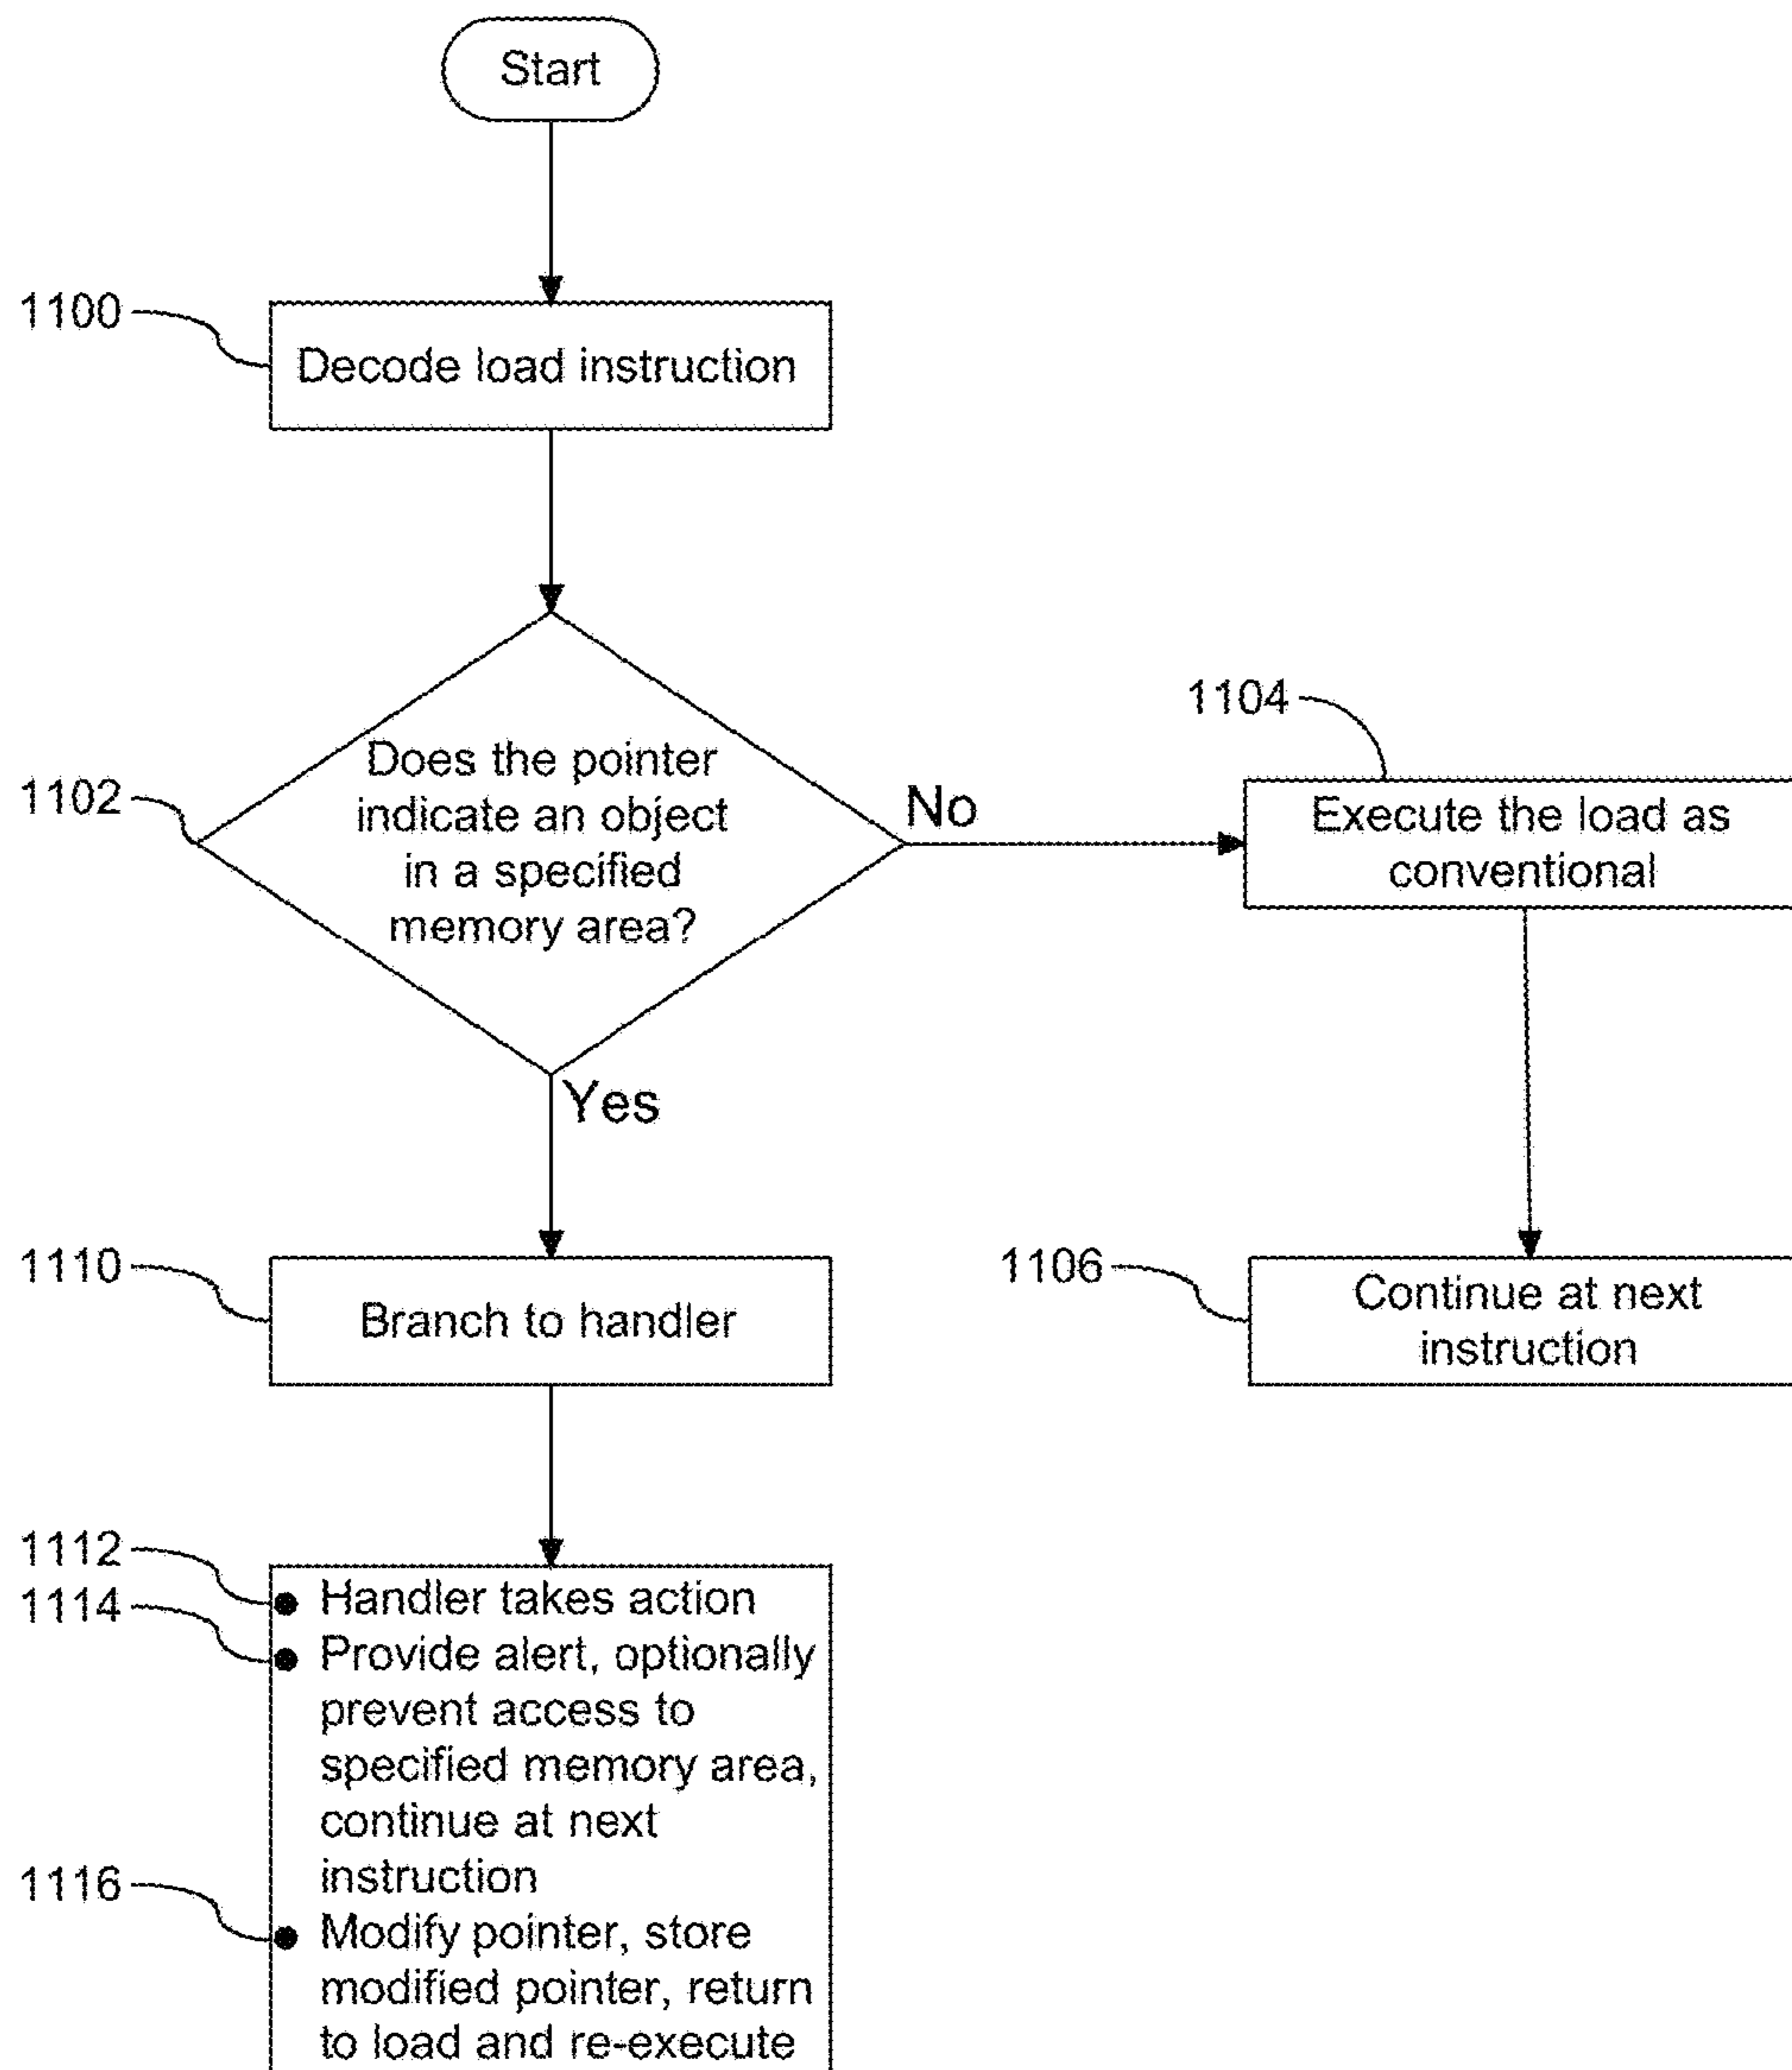 Start
1100
Decode load instruction
1102
Does the pointer
indicate an object
in a specified
memory area?
No
1104
Execute the load as
conventional
Yes
1110
Branch to handler
1106
Continue at next
instruction
1112
• Handler takes action
1114
• Provide alert, optionally
prevent access to
specified memory area,
continue at next
instruction
1116
• Modify pointer, store
modified pointer, return
to load and re-execute